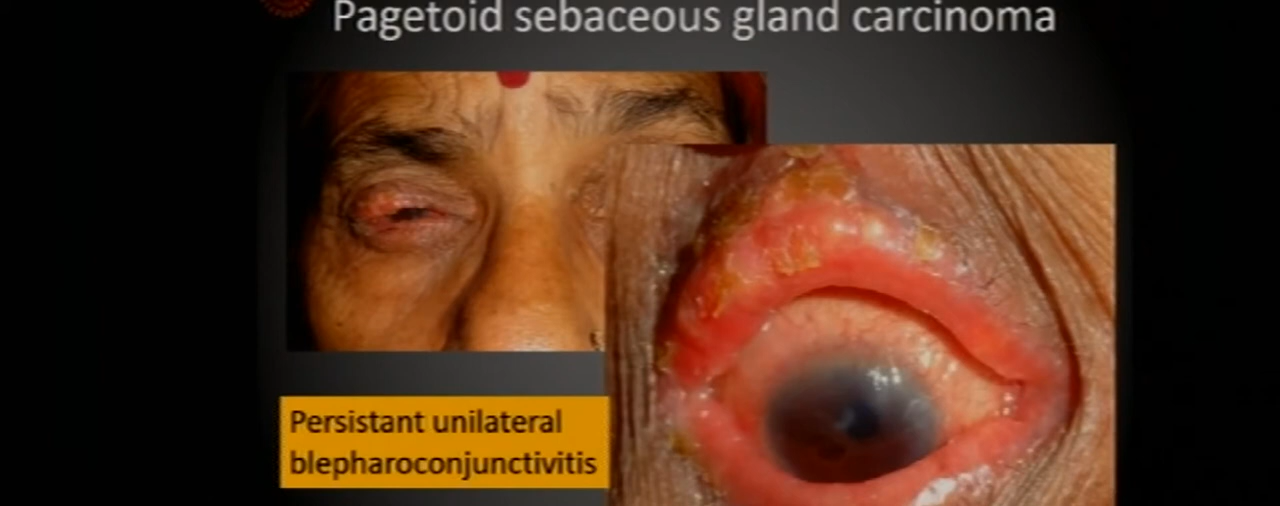 Pagetoid sebaceous gland carcinoma
Persistant unilateral
blepharoconjunctivitis